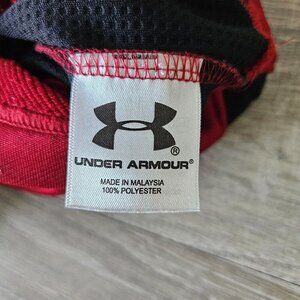 UNDER ARMOUR®
MADE IN MALAYSIA
100% POLYESTER